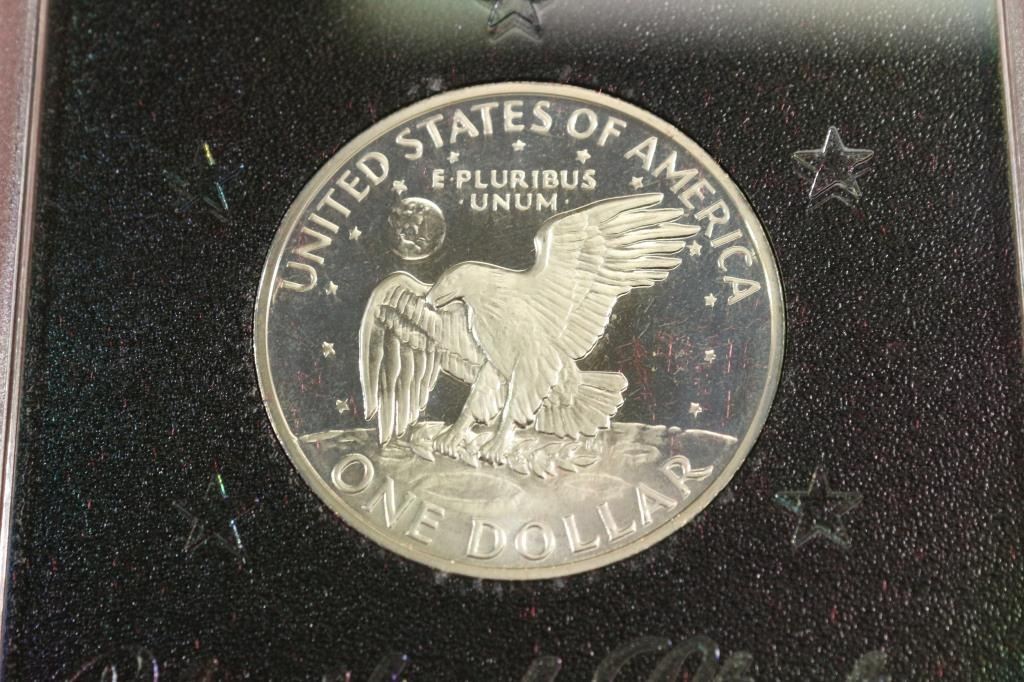 UNITED STATES OF AMERICA
E·PLURIBUS
·UNUM·
ONE DOLLAR